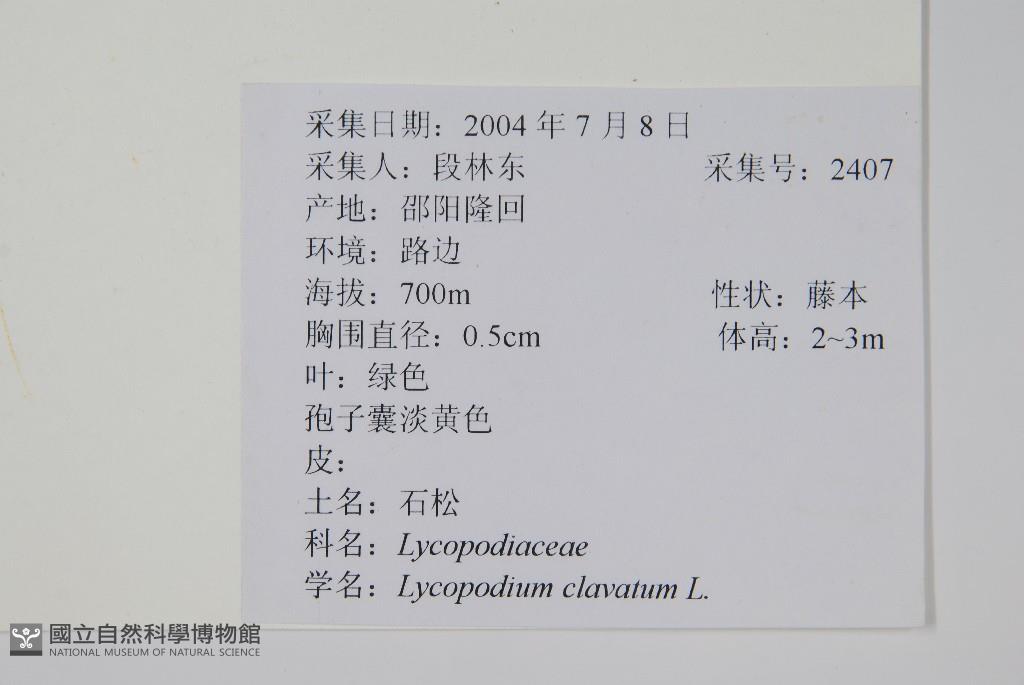 采集日期：2004 年 7 月 8 日
采集人：段林东 采集号：2407
产地：邵阳隆回
环境：路边
海拔：700m 性状：藤本
胸围直径：0.5cm 体高：2~3m
叶：绿色
孢子囊淡黄色
皮：
土名：石松
科名：Lycopodiaceae
学名：Lycopodium clavatum L.
國立自然科學博物館
NATIONAL MUSEUM OF NATURAL SCIENCE